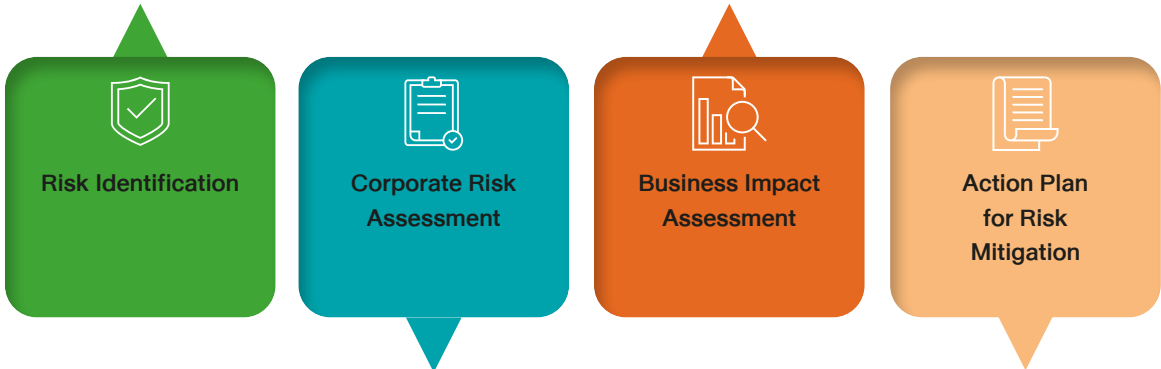 Risk Identification
Corporate Risk
Assessment
Business Impact
Assessment
Action Plan
for Risk
Mitigation